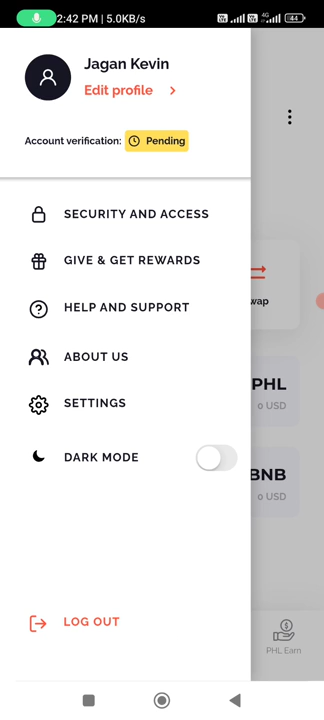 2:42 PM | 5.0KB/s
4G
44
Jagan Kevin
Edit profile
Account verification: Pending
SECURITY AND ACCESS
GIVE & GET REWARDS
wap
HELP AND SUPPORT
ABOUT US
PHL
0 USD
SETTINGS
DARK MODE
BNB
0 USD
LOG OUT
PHL Earn